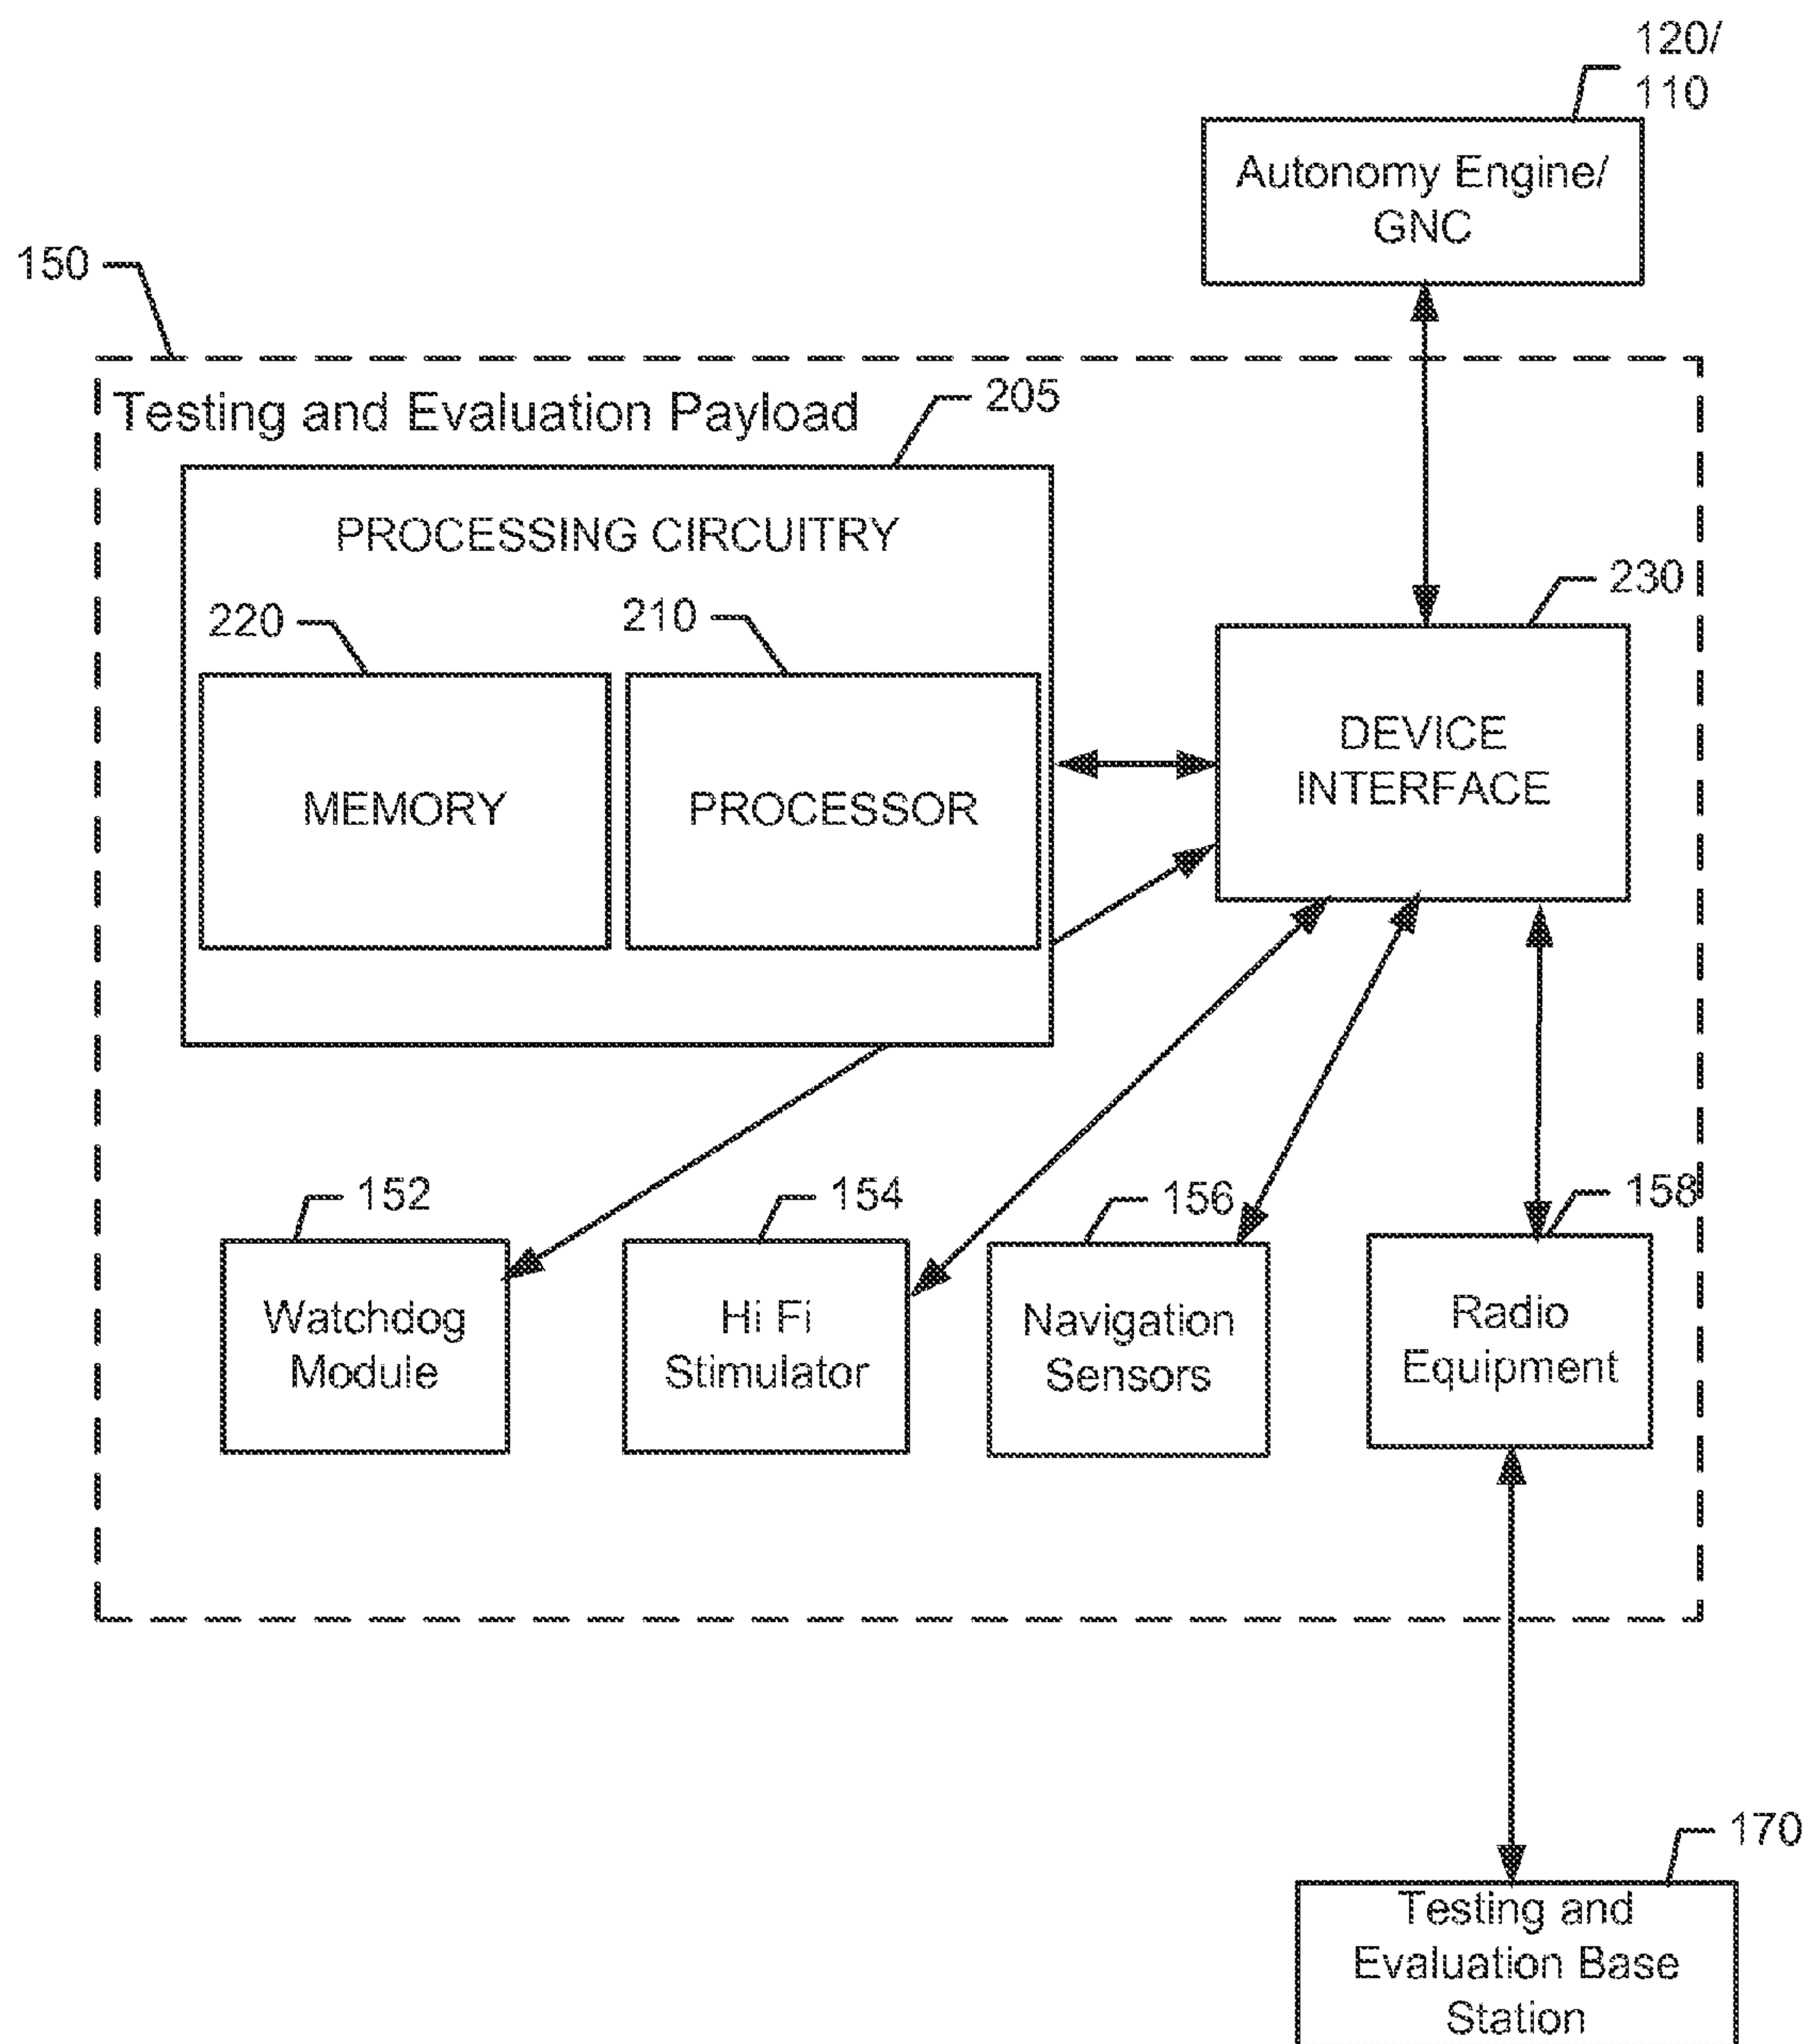 120/
110
Autonomy Engine/
GNC
150
Testing and Evaluation Payload
205
PROCESSING CIRCUITRY
230
220
210
DEVICE
INTERFACE
MEMORY
PROCESSOR
152
154
156
158
Watchdog
Module
Hi Fi
Stimulator
Navigation
Sensors
Radio
Equipment
170
Testing and
Evaluation Base
Station